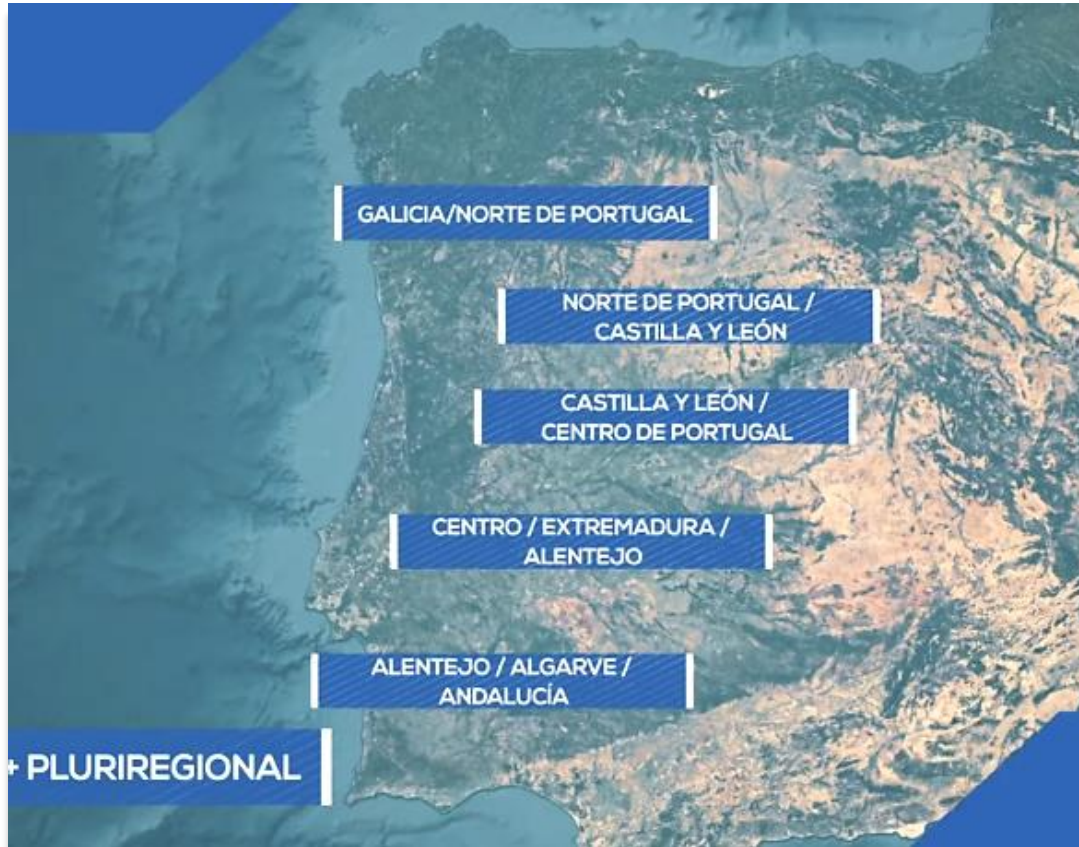 GALICIA/NORTE DE PORTUGAL
NORTE DE PORTUGAL /
CASTILLA Y LEÓN
CASTILLA Y LEÓN /
CENTRO DE PORTUGAL
CENTRO / EXTREMADURA /
ALENTEJO
ALENTEJO / ALGARVE /
ANDALUCÍA
+ PLURIREGIONAL